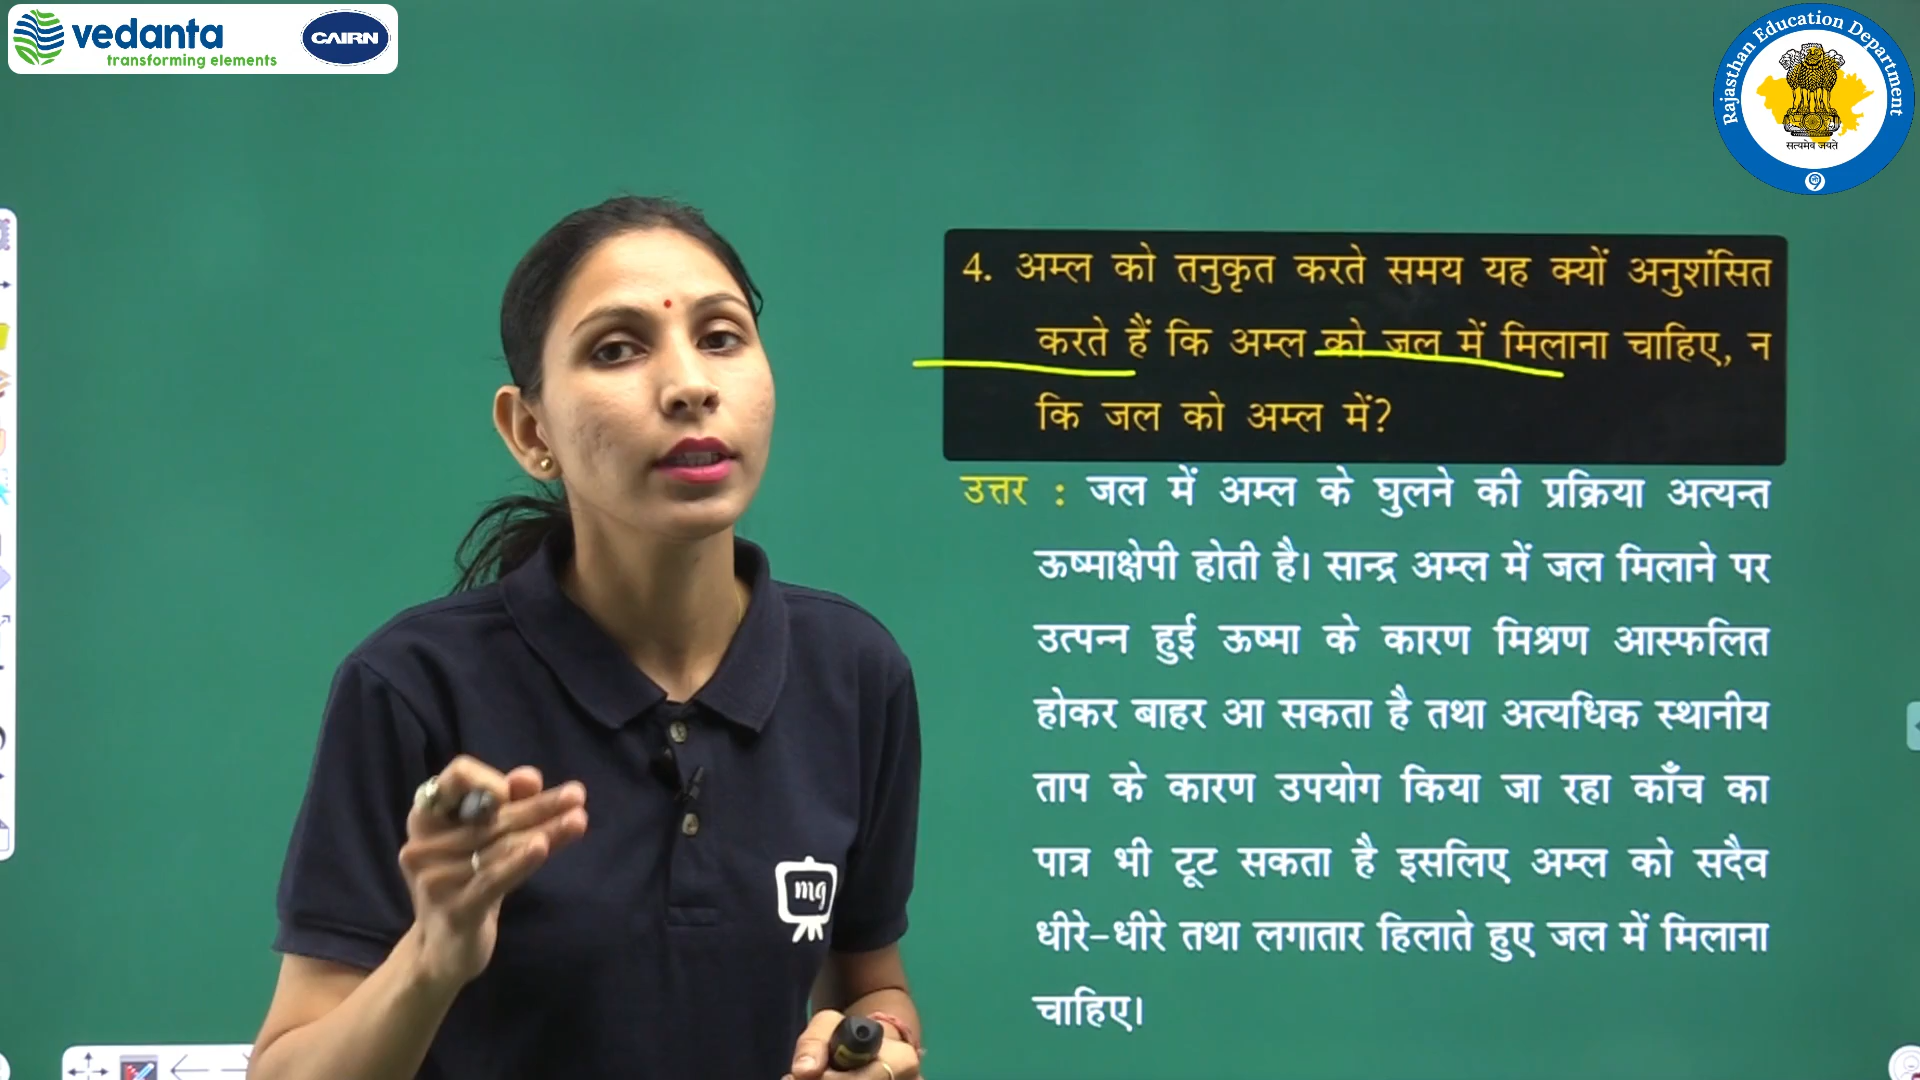 vedanta
transforming elements
CAIRN
Rajasthan Education Department
सत्यमेव जयते
4. अम्ल को तनुकृत करते समय यह क्यों अनुशंसित
करते हैं कि अम्ल को जल में मिलाना चाहिए, न
कि जल को अम्ल में?
उत्तर : जल में अम्ल के घुलने की प्रक्रिया अत्यन्त
ऊष्माक्षेपी होती है। सान्द्र अम्ल में जल मिलाने पर
उत्पन्न हुई ऊष्मा के कारण मिश्रण आस्फलित
होकर बाहर आ सकता है तथा अत्यधिक स्थानीय
ताप के कारण उपयोग किया जा रहा काँच का
पात्र भी टूट सकता है इसलिए अम्ल को सदैव
धीरे-धीरे तथा लगातार हिलाते हुए जल में मिलाना
चाहिए।
mg